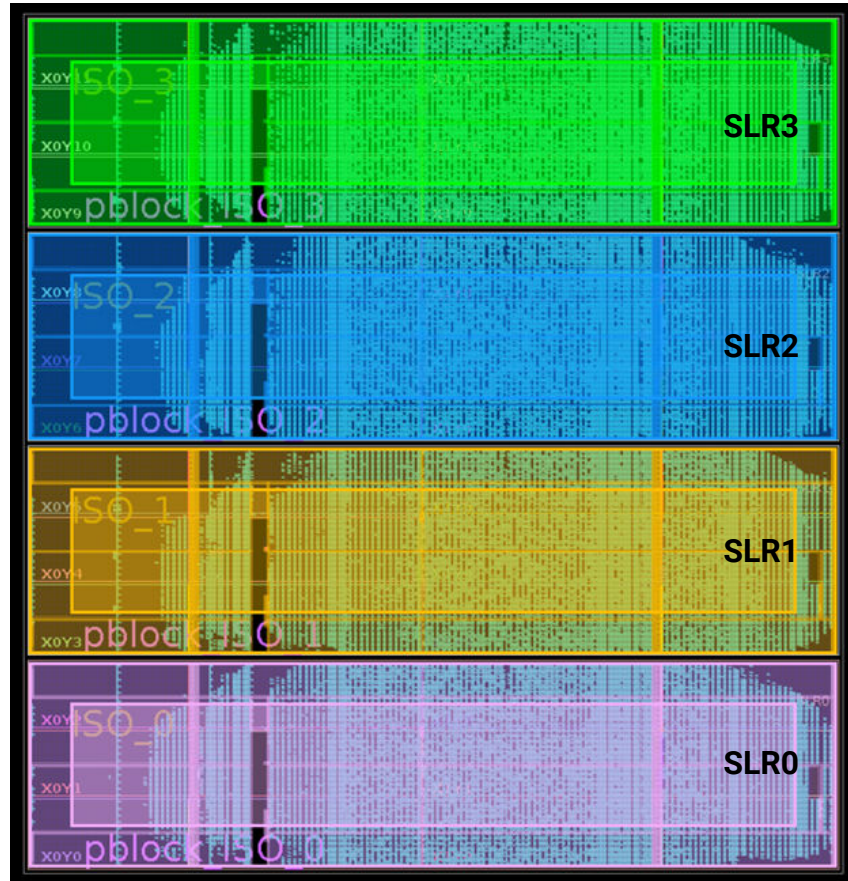 ISO_3
SLR3
X0Y10
X0Y9
pblock_ISO_3
ISO_2
X0Y8
SLR2
X0Y7
X0Y6
pblock_ISO_2
ISO_1
X0Y5
SLR1
X0Y4
X0Y3
pblock_ISO_1
ISO_0
X0Y2
SLR0
X0Y1
X0Y0
pblock_ISO_0